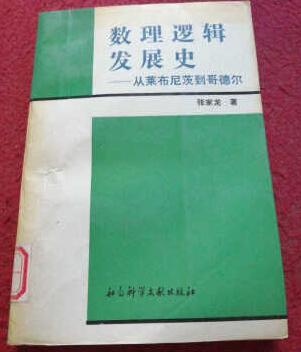 数理逻辑
发展史
——从莱布尼茨到哥德尔
张家龙 著
社会科学文献出版社